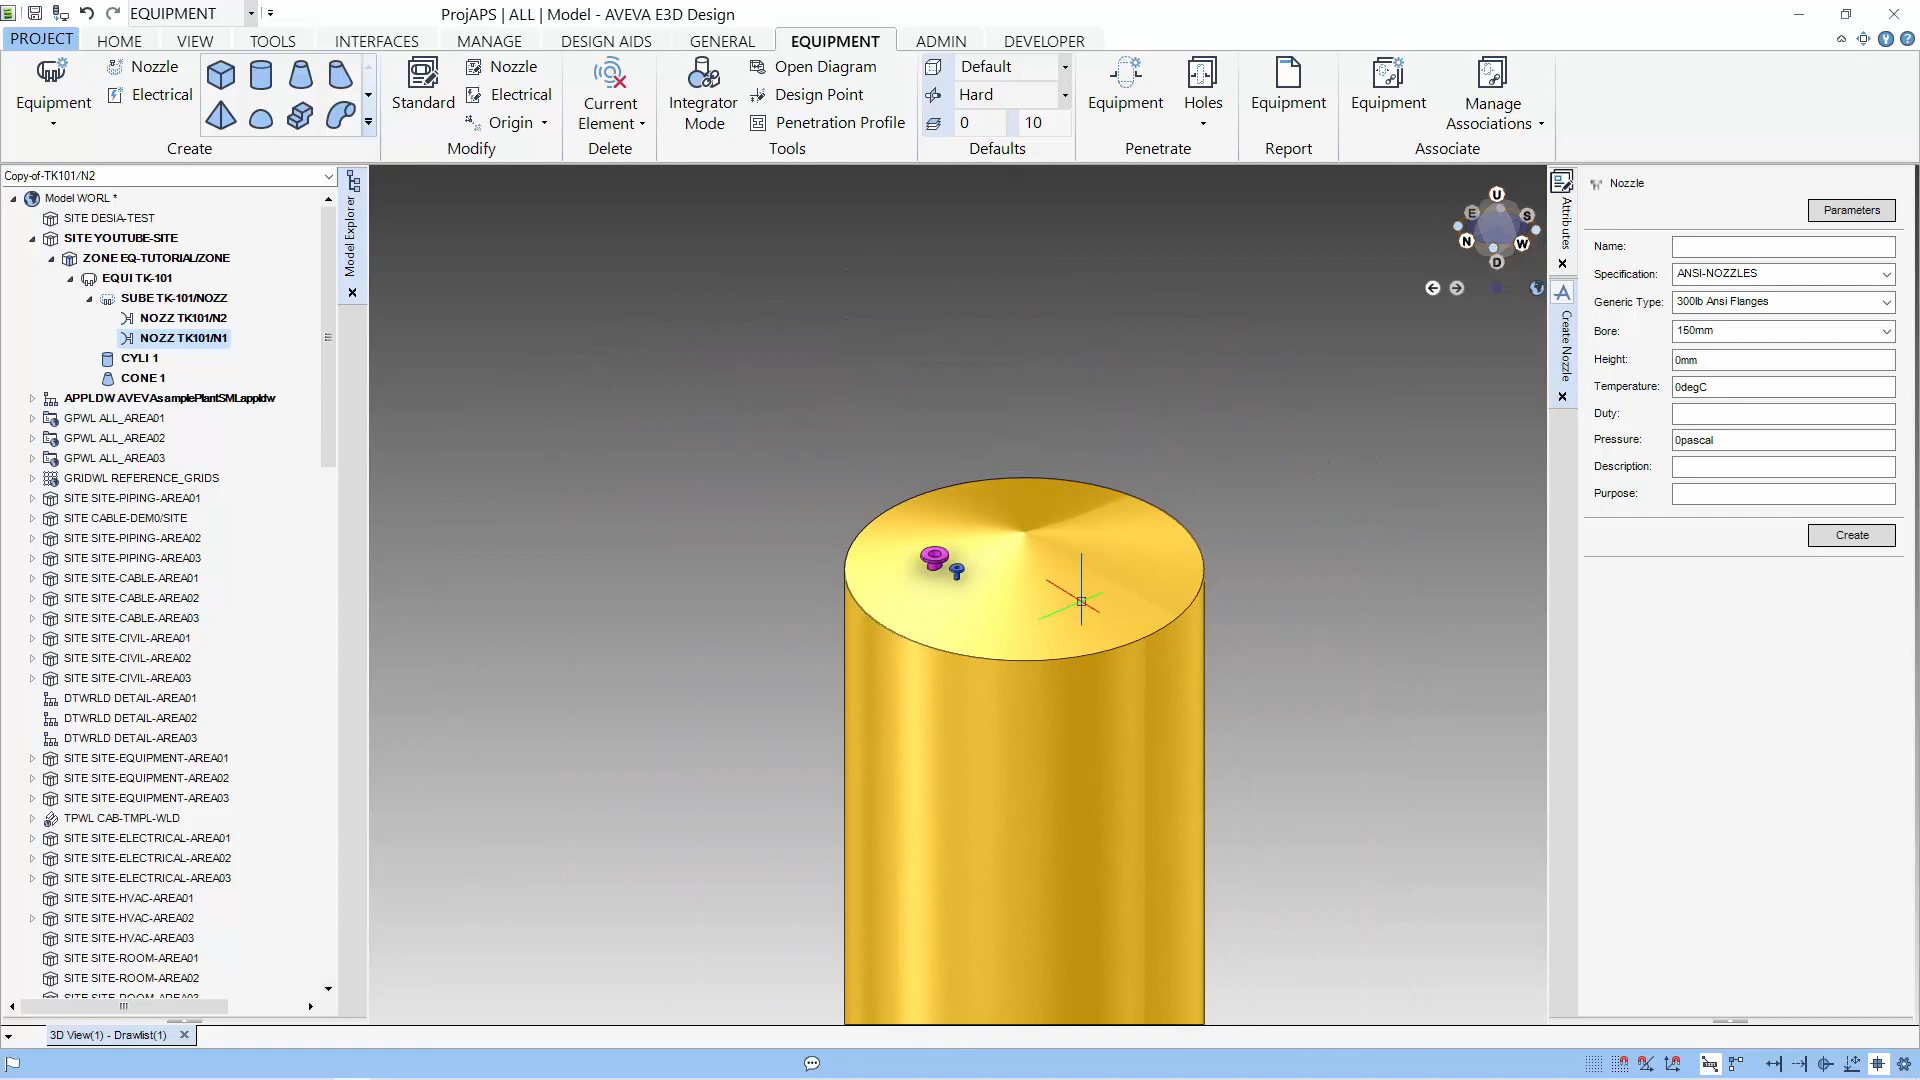 EQUIPMENT
ProjAPS | ALL | Model - AVEVA E3D Design
PROJECT
HOME
VIEW
TOOLS
INTERFACES
MANAGE
DESIGN AIDS
GENERAL
EQUIPMENT
ADMIN
DEVELOPER
Equipment
Nozzle
Electrical
Create
Standard
Nozzle
Electrical
Origin
Modify
Current
Element
Delete
Integrator
Mode
Open Diagram
Design Point
Penetration Profile
Tools
Default
Hard
0
10
Defaults
Equipment
Holes
Penetrate
Equipment
Report
Equipment
Manage
Associations
Associate
Copy-of-TK101/N2
Model WORL *
SITE DESIA-TEST
SITE YOUTUBE-SITE
ZONE EQ-TUTORIAL/ZONE
EQUI TK-101
SUBE TK-101/NOZZ
NOZZ TK101/N2
NOZZ TK101/N1
CYLI 1
CONE 1
APPLDW AVEVAsamplePlantSMLappldw
GPWL ALL_AREA01
GPWL ALL_AREA02
GPWL ALL_AREA03
GRIDWL REFERENCE_GRIDS
SITE SITE-PIPING-AREA01
SITE CABLE-DEM0/SITE
SITE SITE-PIPING-AREA02
SITE SITE-PIPING-AREA03
SITE SITE-CABLE-AREA01
SITE SITE-CABLE-AREA02
SITE SITE-CABLE-AREA03
SITE SITE-CIVIL-AREA01
SITE SITE-CIVIL-AREA02
SITE SITE-CIVIL-AREA03
DTWRLD DETAIL-AREA01
DTWRLD DETAIL-AREA02
DTWRLD DETAIL-AREA03
SITE SITE-EQUIPMENT-AREA01
SITE SITE-EQUIPMENT-AREA02
SITE SITE-EQUIPMENT-AREA03
TPWL CAB-TMPL-WLD
SITE SITE-ELECTRICAL-AREA01
SITE SITE-ELECTRICAL-AREA02
SITE SITE-ELECTRICAL-AREA03
SITE SITE-HVAC-AREA01
SITE SITE-HVAC-AREA02
SITE SITE-HVAC-AREA03
SITE SITE-ROOM-AREA01
SITE SITE-ROOM-AREA02
SITE SITE-ROOM-AREA03
Model Explorer
U
E
S
N
W
D
Attributes
Create Nozzle
Nozzle
Parameters
Name:
Specification: ANSI-NOZZLES
Generic Type: 300lb Ansi Flanges
Bore: 150mm
Height: 0mm
Temperature: 0degC
Duty:
Pressure: 0pascal
Description:
Purpose:
Create
3D View(1) - Drawlist(1)